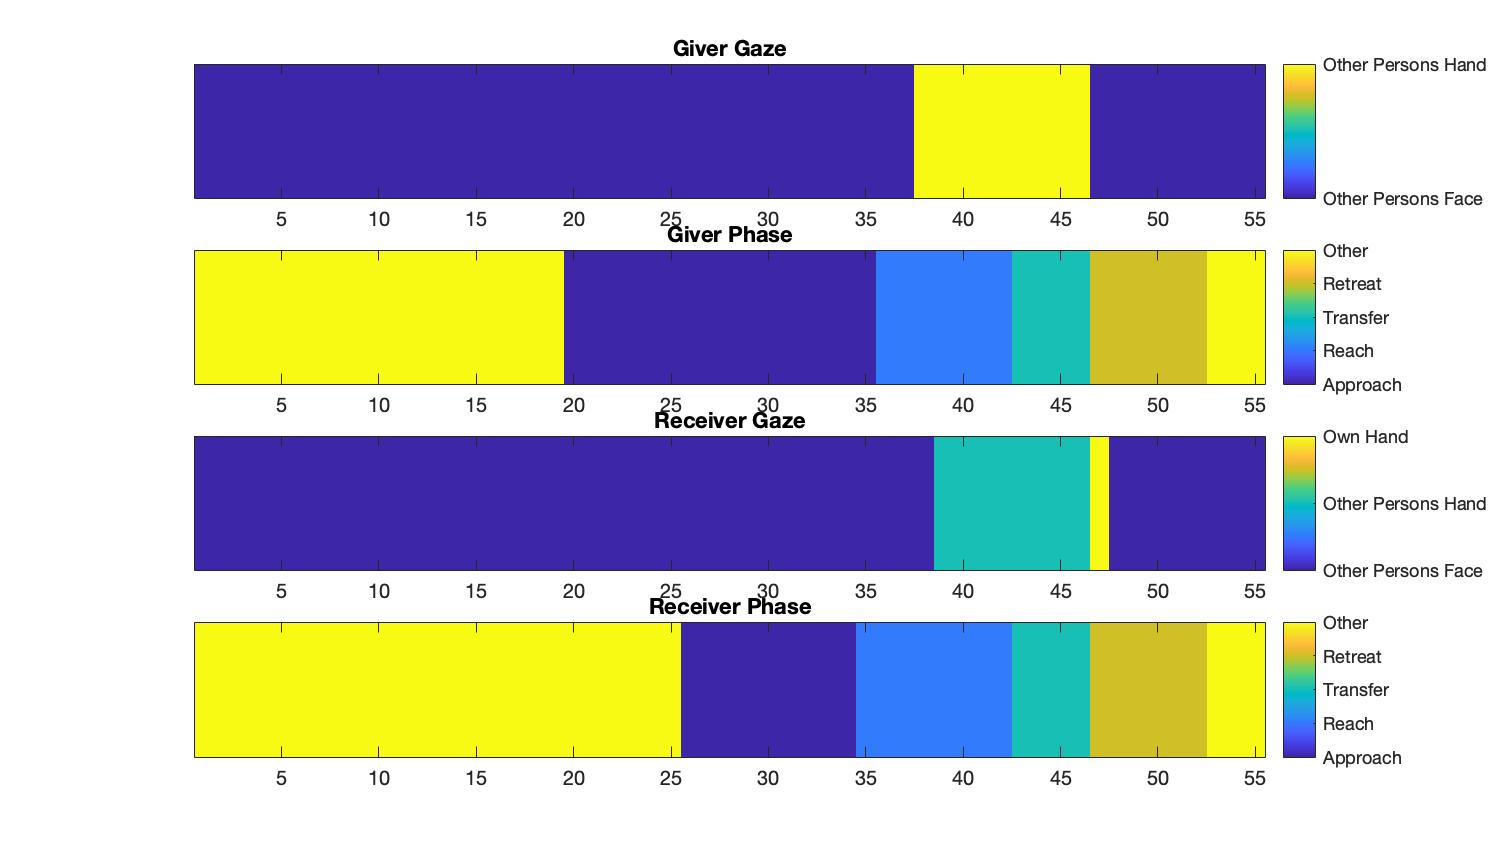 Giver Gaze
Other Persons Hand
Other Persons Face
5 10 15 20 25 30 35 40 45 50 55
Giver Phase
Other
Retreat
Transfer
Reach
Approach
5 10 15 20 25 30 35 40 45 50 55
Receiver Gaze
Own Hand
Other Persons Hand
Other Persons Face
5 10 15 20 25 30 35 40 45 50 55
Receiver Phase
Other
Retreat
Transfer
Reach
Approach
5 10 15 20 25 30 35 40 45 50 55